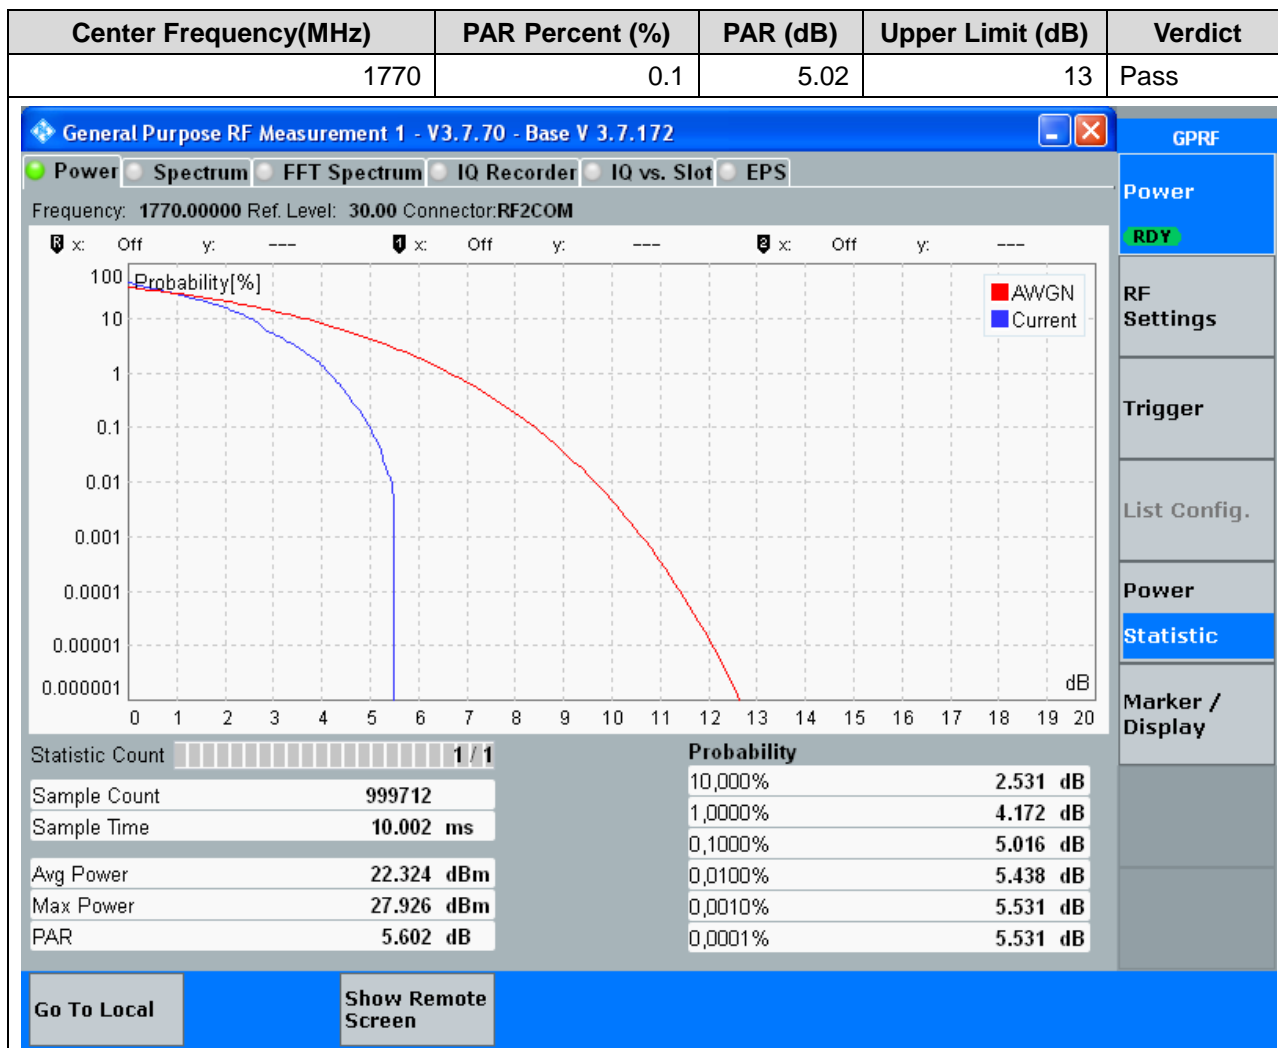 Center Frequency(MHz) PAR Percent (%) PAR (dB) Upper Limit (dB) Verdict
1770 0.1 5.02 13 Pass
General Purpose RF Measurement 1 - V3.7.70 - Base V 3.7.172
GPRF
Power Spectrum FFT Spectrum IQ Recorder IQ vs. Slot EPS
Power
RDY
Frequency: 1770.00000 Ref. Level: 30.00 Connector:RF2COM
R x: Off y: --- 1 x: Off y: --- 2 x: Off y: ---
Probability[%]
100
10
1
0.1
0.01
0.001
0.0001
0.00001
0.000001
AWGN
Current
dB
0 1 2 3 4 5 6 7 8 9 10 11 12 13 14 15 16 17 18 19 20
RF
Settings
Trigger
List Config.
Power
Statistic
Marker /
Display
Statistic Count 1 / 1
Sample Count 999712
Sample Time 10.002 ms
Avg Power 22.324 dBm
Max Power 27.926 dBm
PAR 5.602 dB
Probability
10,000% 2.531 dB
1,0000% 4.172 dB
0,1000% 5.016 dB
0,0100% 5.438 dB
0,0010% 5.531 dB
0,0001% 5.531 dB
Go To Local
Show Remote
Screen